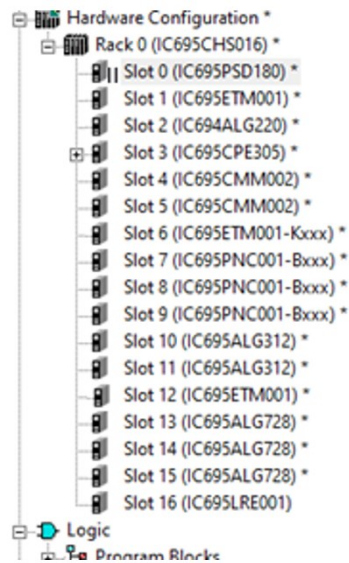 Hardware Configuration *
Rack 0 (IC695CHS016) *
Slot 0 (IC695PSD180) *
Slot 1 (IC695ETM001) *
Slot 2 (IC694ALG220) *
Slot 3 (IC695CPE305) *
Slot 4 (IC695CMM002) *
Slot 5 (IC695CMM002) *
Slot 6 (IC695ETM001-Kxxx) *
Slot 7 (IC695PNC001-Bxxx) *
Slot 8 (IC695PNC001-Bxxx) *
Slot 9 (IC695PNC001-Bxxx) *
Slot 10 (IC695ALG312) *
Slot 11 (IC695ALG312) *
Slot 12 (IC695ETM001) *
Slot 13 (IC695ALG728) *
Slot 14 (IC695ALG728) *
Slot 15 (IC695ALG728) *
Slot 16 (IC695LRE001)
Logic
Program Blocks